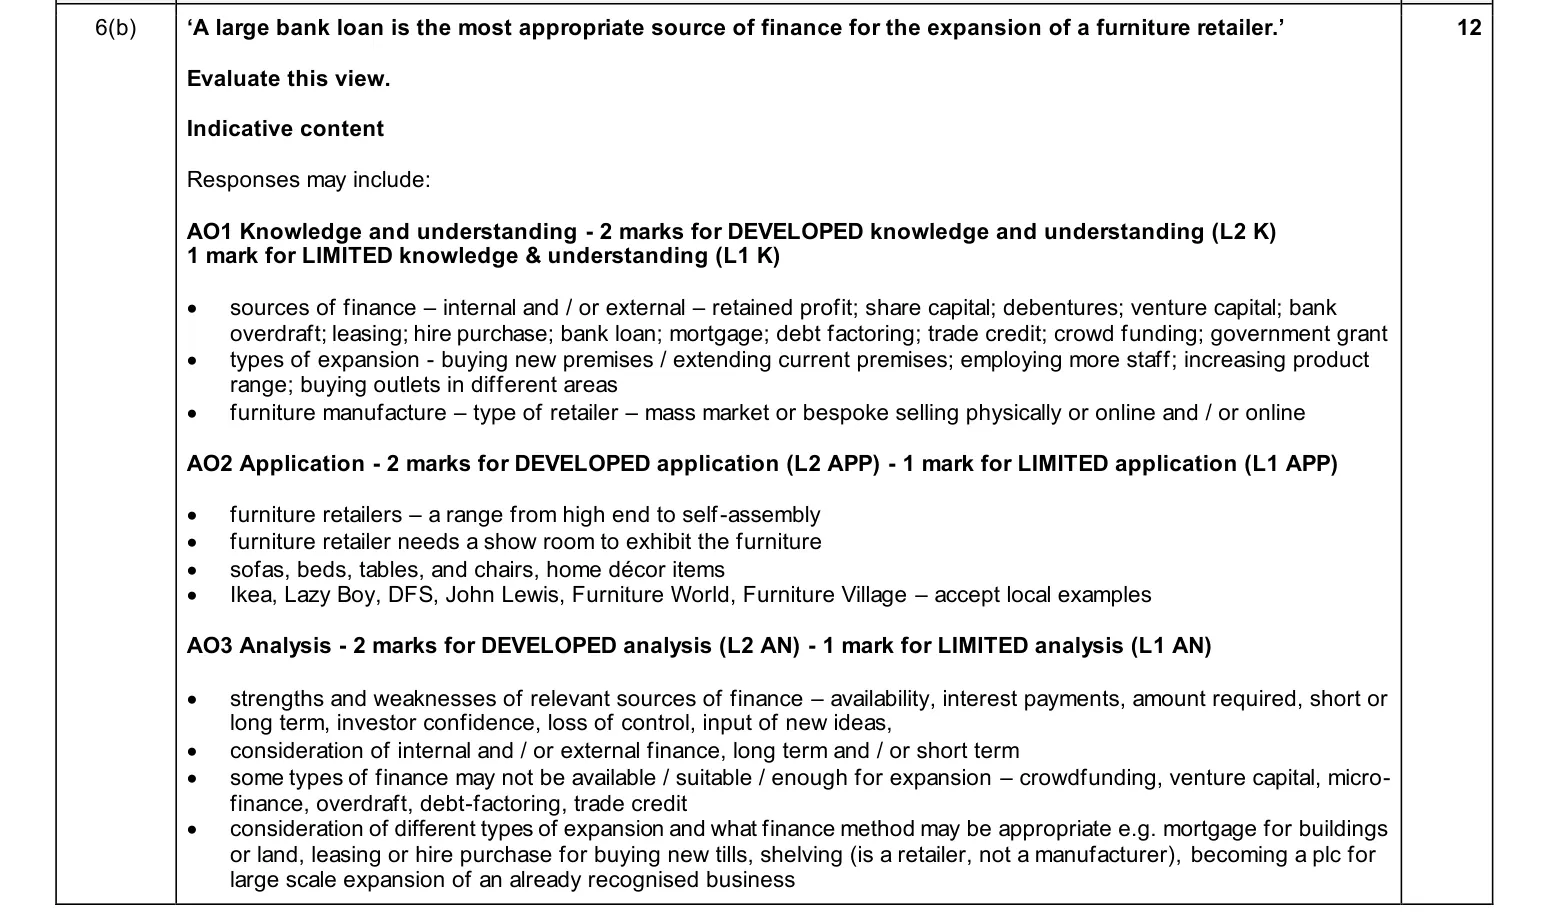 6(b)
‘A large bank loan is the most appropriate source of finance for the expansion of a furniture retailer.’
12
Evaluate this view.
Indicative content
Responses may include:
AO1 Knowledge and understanding - 2 marks for DEVELOPED knowledge and understanding (L2 K)
1 mark for LIMITED knowledge & understanding (L1 K)
• sources of finance – internal and / or external – retained profit; share capital; debentures; venture capital; bank
overdraft; leasing; hire purchase; bank loan; mortgage; debt factoring; trade credit; crowd funding; government grant
• types of expansion - buying new premises / extending current premises; employing more staff; increasing product
range; buying outlets in different areas
• furniture manufacture – type of retailer – mass market or bespoke selling physically or online and / or online
AO2 Application - 2 marks for DEVELOPED application (L2 APP) - 1 mark for LIMITED application (L1 APP)
• furniture retailers – a range from high end to self-assembly
• furniture retailer needs a show room to exhibit the furniture
• sofas, beds, tables, and chairs, home décor items
• Ikea, Lazy Boy, DFS, John Lewis, Furniture World, Furniture Village – accept local examples
AO3 Analysis - 2 marks for DEVELOPED analysis (L2 AN) - 1 mark for LIMITED analysis (L1 AN)
• strengths and weaknesses of relevant sources of finance – availability, interest payments, amount required, short or
long term, investor confidence, loss of control, input of new ideas,
• consideration of internal and / or external finance, long term and / or short term
• some types of finance may not be available / suitable / enough for expansion – crowdfunding, venture capital, micro-
finance, overdraft, debt-factoring, trade credit
• consideration of different types of expansion and what finance method may be appropriate e.g. mortgage for buildings
or land, leasing or hire purchase for buying new tills, shelving (is a retailer, not a manufacturer), becoming a plc for
large scale expansion of an already recognised business